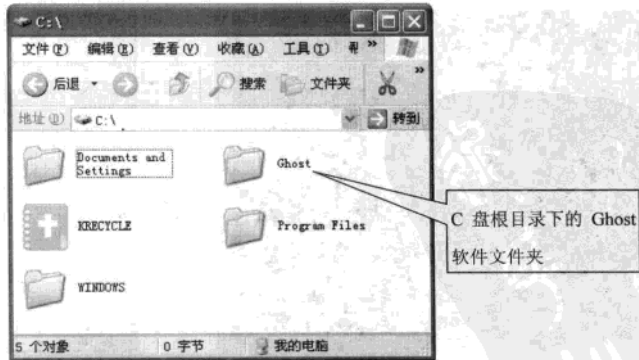 C:\
文件(F) 编辑(E) 查看(V) 收藏(A) 工具(T) 帮 »
后退 搜索 文件夹 »
地址(D) C:\ 转到
Documents and
Settings
Ghost
KRECYCLE
Program Files
WINDOWS
C 盘根目录下的 Ghost
软件文件夹
5 个对象 0 字节 我的电脑